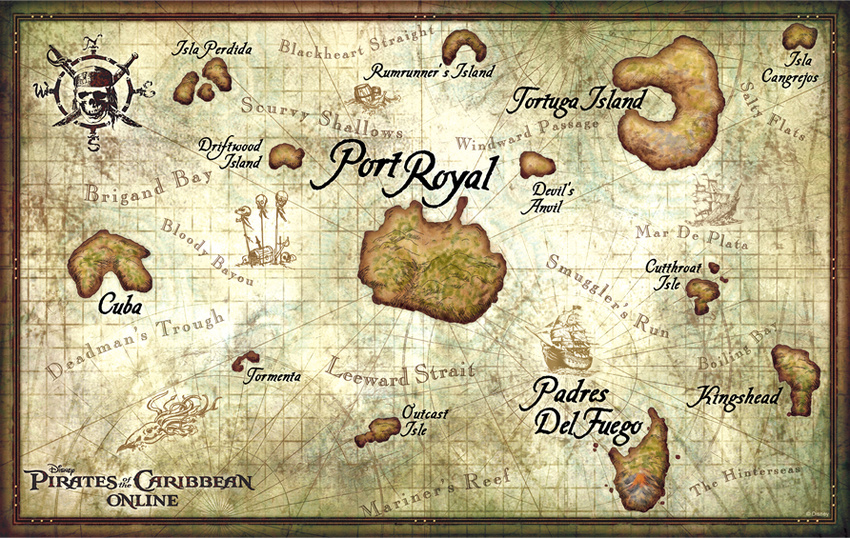 N
W
E
S
Isla Perdida
Blackheart Straight
Rumrunner's Island
Isla
Cangrejos
Scurvy Shallows
Tortuga Island
Salty Flats
Windward Passage
Driftwood
Island
Port Royal
Devil's
Anvil
Brigand Bay
Bloody Bayou
Mar De Plata
Cutthroat
Isle
Smuggler's Run
Cuba
Deadman's Trough
Boiling Bay
Tormenta
Leeward Strait
Padres
Del Fuego
Kingshead
Outcast
Isle
Mariner's Reef
The Hinterseas
Disney
PIRATES of the CARIBBEAN
ONLINE
© Disney